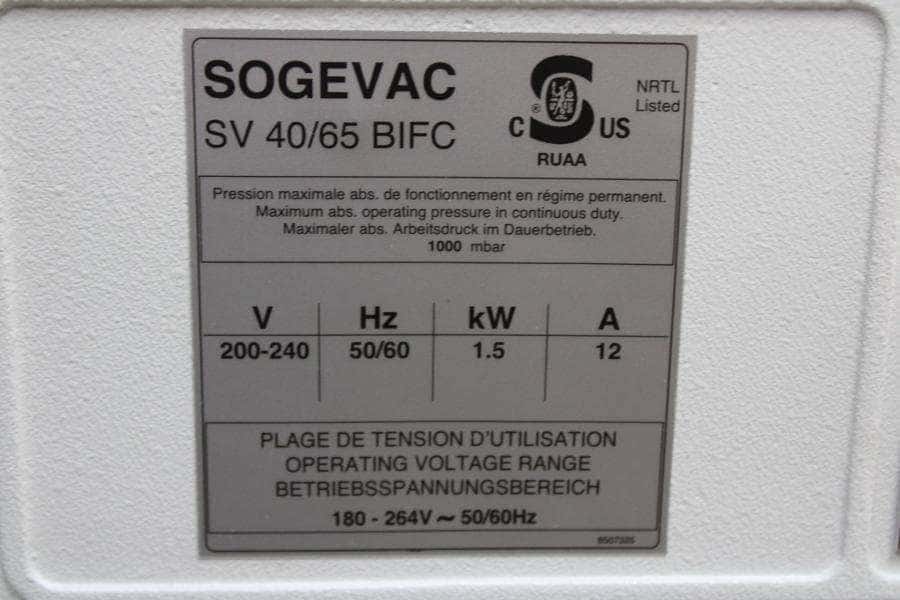 SOGEVAC
SV 40/65 BIFC
NRTL
Listed
®
C S US
RUAA
Pression maximale abs. de fonctionnement en régime permanent.
Maximum abs. operating pressure in continuous duty.
Maximaler abs. Arbeitsdruck im Dauerbetrieb.
1000 mbar
V Hz kW A
200-240 50/60 1.5 12
PLAGE DE TENSION D'UTILISATION
OPERATING VOLTAGE RANGE
BETRIEBSSPANNUNGSBEREICH
180 - 264V ~ 50/60Hz